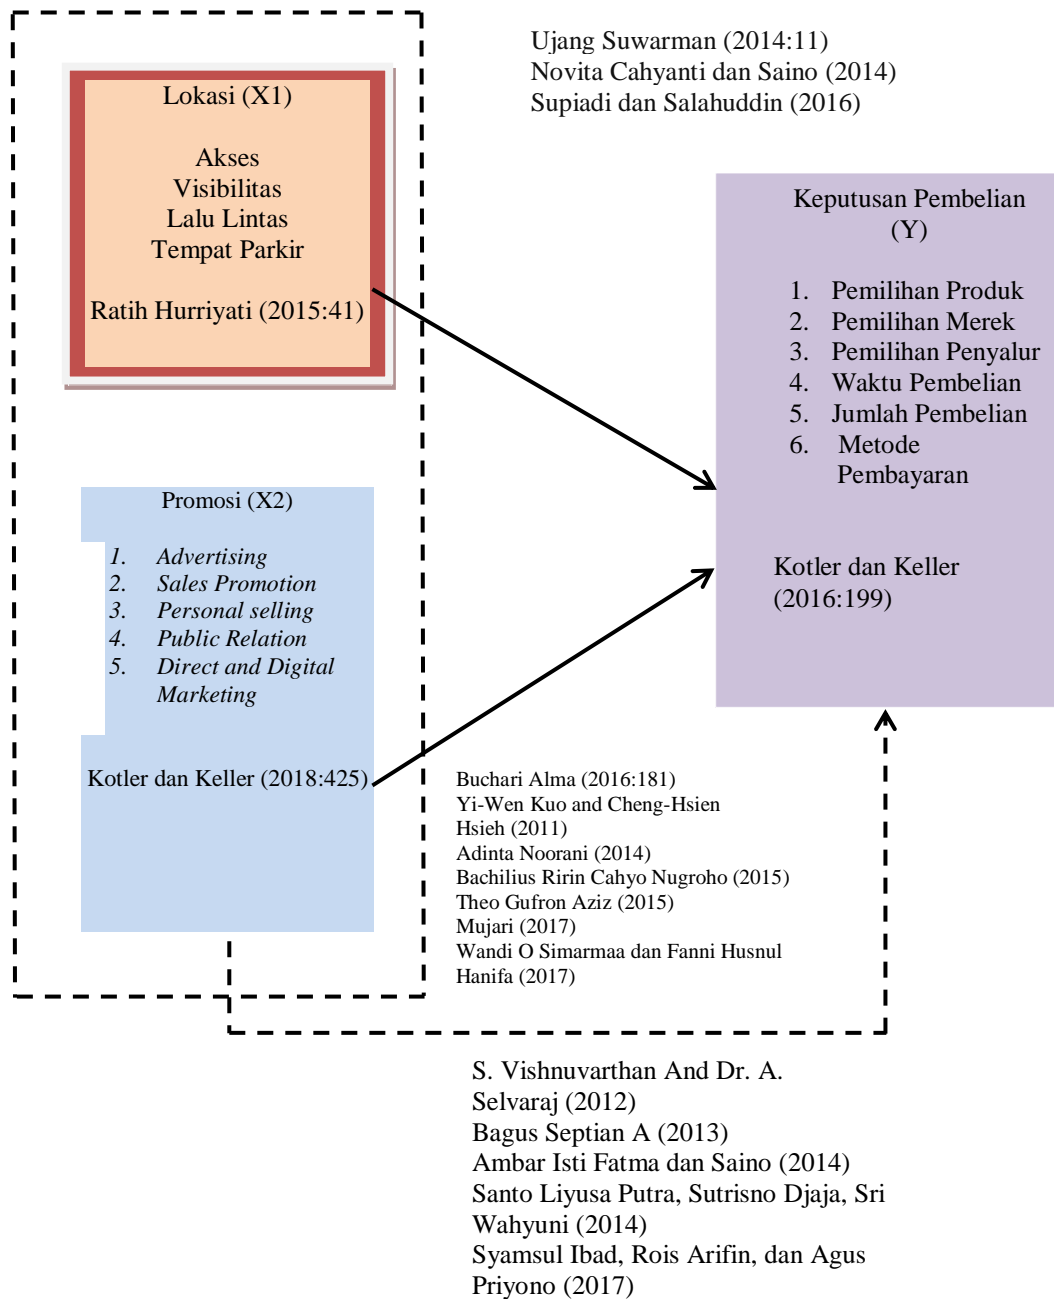 Ujang Suwarman (2014:11)
Novita Cahyanti dan Saino (2014)
Supiadi dan Salahuddin (2016)
Lokasi (X1)
Akses
Visibilitas
Lalu Lintas
Tempat Parkir
Ratih Hurriyati (2015:41)
Keputusan Pembelian
(Y)
1. Pemilihan Produk
2. Pemilihan Merek
3. Pemilihan Penyalur
4. Waktu Pembelian
5. Jumlah Pembelian
6. Metode
Pembayaran
Kotler dan Keller
(2016:199)
Promosi (X2)
1. Advertising
2. Sales Promotion
3. Personal selling
4. Public Relation
5. Direct and Digital
Marketing
Kotler dan Keller (2018:425)
Buchari Alma (2016:181)
Yi-Wen Kuo and Cheng-Hsien
Hsieh (2011)
Adinta Noorani (2014)
Bachilius Ririn Cahyo Nugroho (2015)
Theo Gufron Aziz (2015)
Mujari (2017)
Wandi O Simarmaa dan Fanni Husnul
Hanifa (2017)
S. Vishnuvarthan And Dr. A.
Selvaraj (2012)
Bagus Septian A (2013)
Ambar Isti Fatma dan Saino (2014)
Santo Liyusa Putra, Sutrisno Djaja, Sri
Wahyuni (2014)
Syamsul Ibad, Rois Arifin, dan Agus
Priyono (2017)